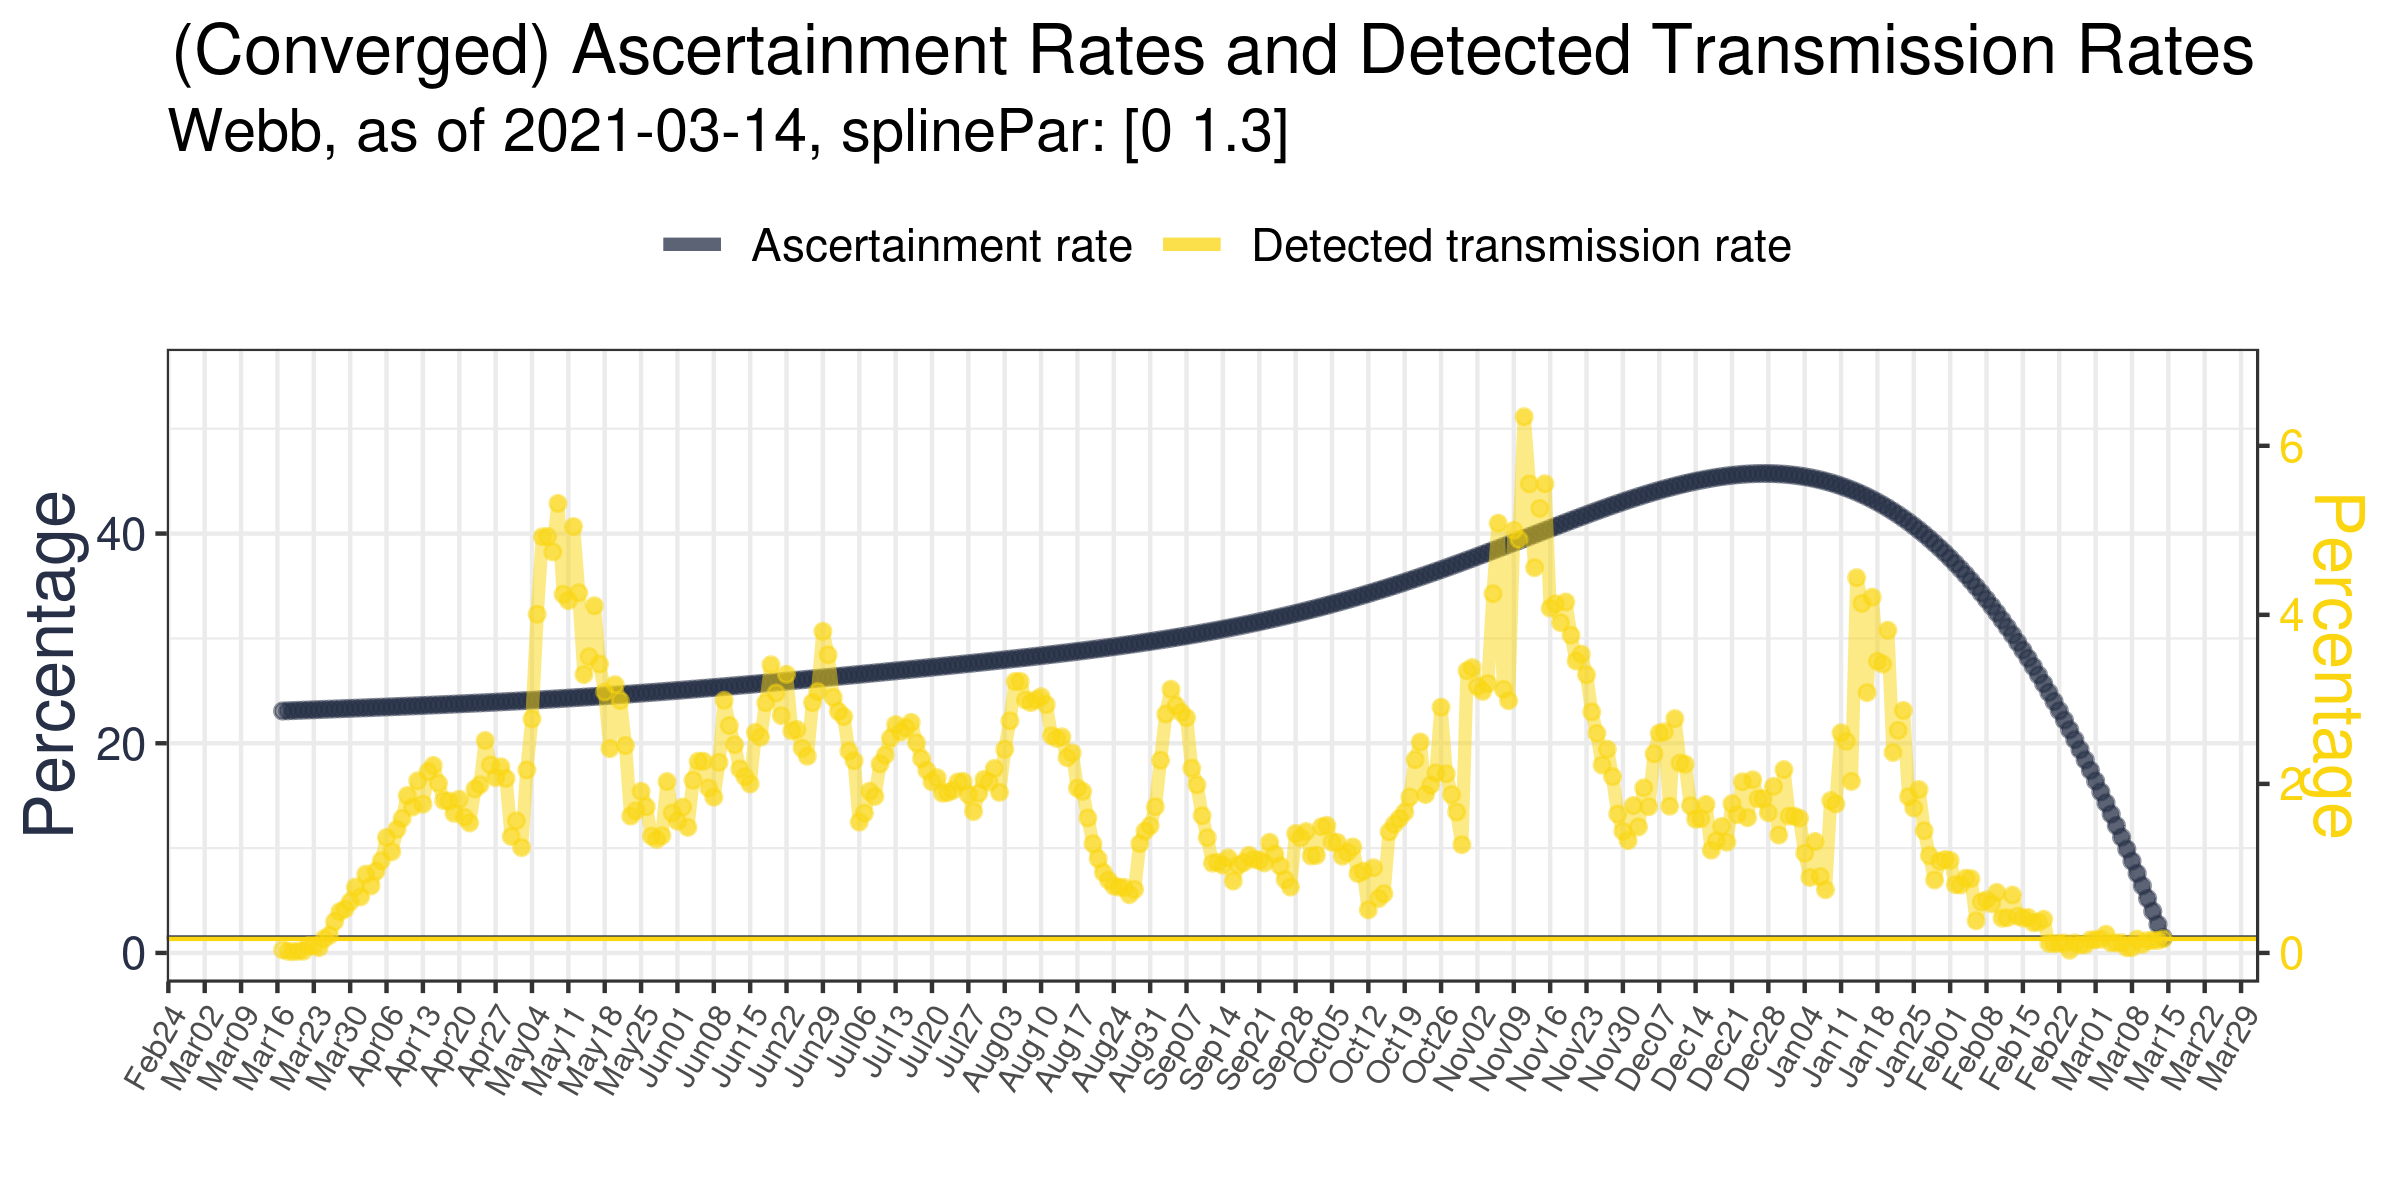 (Converged) Ascertainment Rates and Detected Transmission Rates
Webb, as of 2021-03-14, splinePar: [0 1.3]
Ascertainment rate
Detected transmission rate
Percentage
40
20
0
6
4
2
0
Percentage
Feb24
Mar02
Mar09
Mar16
Mar23
Mar30
Apr06
Apr13
Apr20
Apr27
May04
May11
May18
May25
Jun01
Jun08
Jun15
Jun22
Jun29
Jul06
Jul13
Jul20
Jul27
Aug03
Aug10
Aug17
Aug24
Aug31
Sep07
Sep14
Sep21
Sep28
Oct05
Oct12
Oct19
Oct26
Nov02
Nov09
Nov16
Nov23
Nov30
Dec07
Dec14
Dec21
Dec28
Jan04
Jan11
Jan18
Jan25
Feb01
Feb08
Feb15
Feb22
Mar01
Mar08
Mar15
Mar22
Mar29